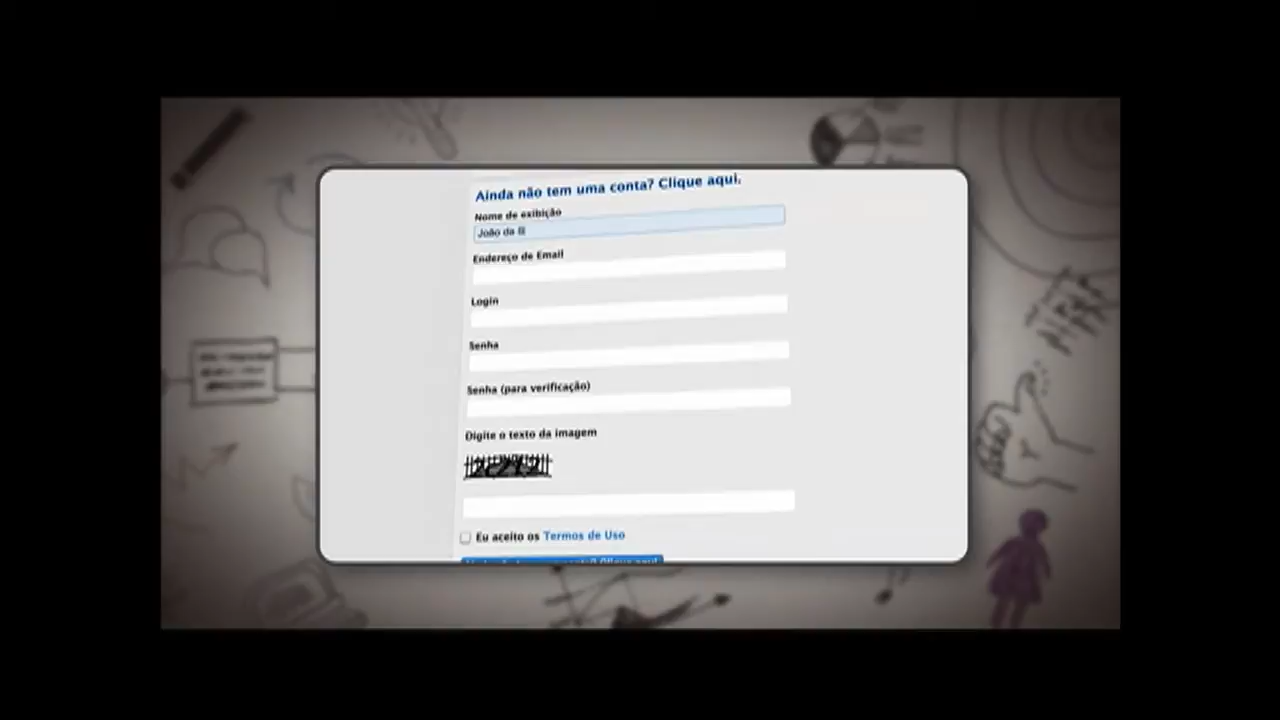 Ainda não tem uma conta? Clique aqui.
Nome de exibição
João da
Endereço de Email
Login
Senha
Senha (para verificação)
Digite o texto da imagem
Eu aceito os Termos de Uso